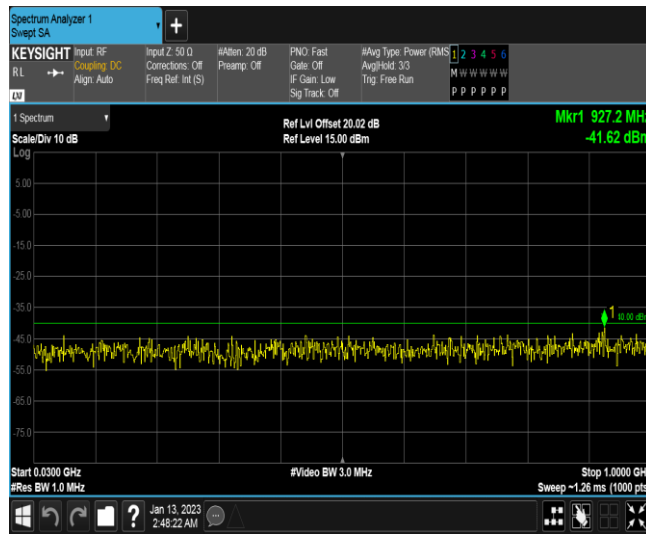 Spectrum Analyzer 1
Swept SA
+
KEYSIGHT
RL
LXI
Input: RF
Coupling: DC
Align: Auto
Input Z: 50 Ω
Corrections: Off
Freq Ref: Int (S)
#Atten: 20 dB
Preamp: Off
PNO: Fast
Gate: Off
IF Gain: Low
Sig Track: Off
#Avg Type: Power (RMS
Avg|Hold: 3/3
Trig: Free Run
1 2 3 4 5 6
M W W W W W
P P P P P P
1 Spectrum
Scale/Div 10 dB
Log
Ref Lvl Offset 20.02 dB
Ref Level 15.00 dBm
Mkr1 927.2 MHz
-41.62 dBm
5.00
-5.00
-15.0
-25.0
-35.0
-45.0
-55.0
-65.0
-75.0
1
Start 0.0300 GHz
#Res BW 1.0 MHz
#Video BW 3.0 MHz
Stop 1.0000 GH
Sweep ~1.26 ms (1000 pts
?
Jan 13, 2023
2:48:22 AM